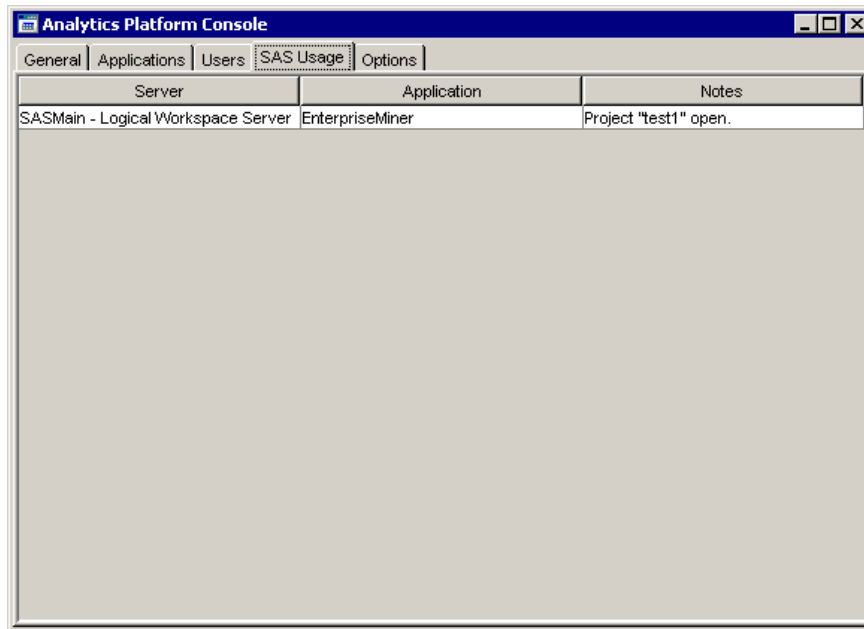 Analytics Platform Console
General Applications Users SAS Usage Options
Server Application Notes
SASMain - Logical Workspace Server EnterpriseMiner Project "test1" open.